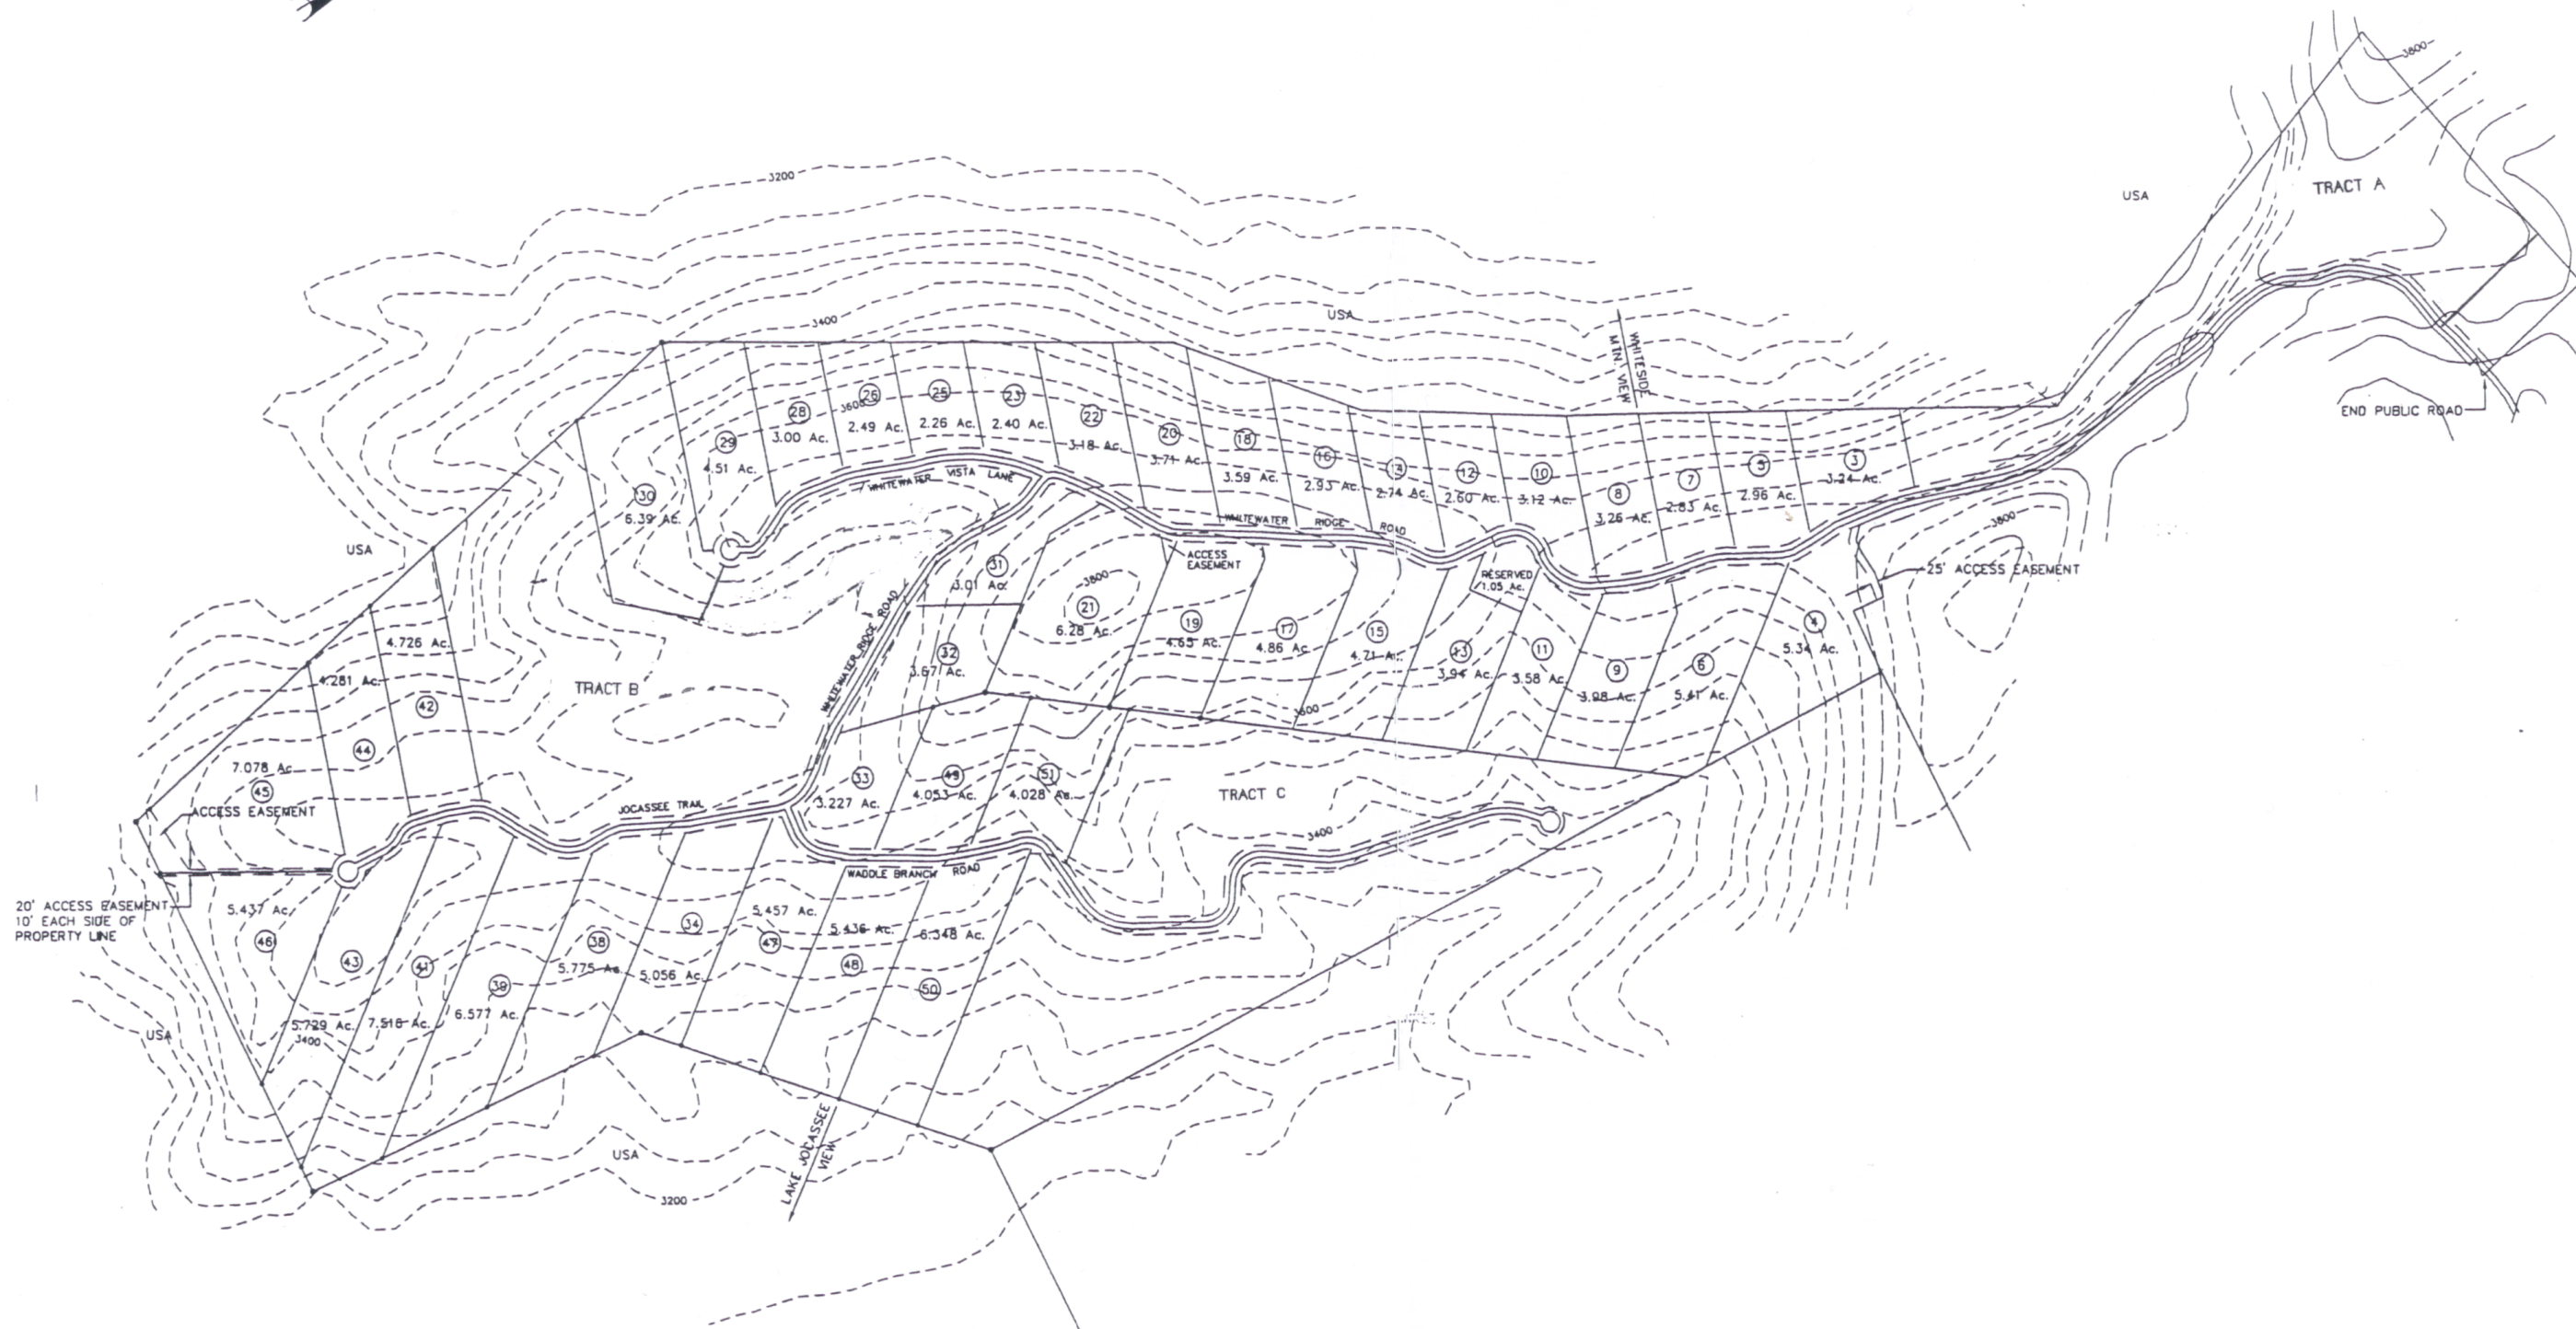 3800
TRACT A
USA
3200
USA
3400
WHITESIDE
MTN. VIEW
END PUBLIC ROAD
29
4.51 Ac.
28
3.00 Ac.
26
3600
2.49 Ac.
25
2.26 Ac.
23
2.40 Ac.
22
3.18 Ac.
20
3.71 Ac.
18
3.59 Ac.
16
2.93 Ac.
14
2.74 Ac.
12
2.60 Ac.
10
3.12 Ac.
8
3.26 Ac.
7
2.83 Ac.
5
2.96 Ac.
3
3.24 Ac.
30
6.39 Ac.
WHITEWATER VISTA LANE
WHITEWATER RIDGE ROAD
ACCESS
EASEMENT
3800
25' ACCESS EASEMENT
USA
31
3.01 Ac.
3800
21
6.28 Ac.
19
4.65 Ac.
17
4.86 Ac.
15
4.71 Ac.
RESERVED
1.05 Ac.
13
3.94 Ac.
11
3.58 Ac.
9
3.98 Ac.
6
5.41 Ac.
4
5.34 Ac.
32
3.67 Ac.
WHITEWATER RIDGE ROAD
4.726 Ac.
42
4.281 Ac.
44
TRACT B
7.078 Ac.
45
ACCESS EASEMENT
JOCASSEE TRAIL
33
3.227 Ac.
49
4.053 Ac.
51
4.028 Ac.
3600
TRACT C
3400
WADDLE BRANCH ROAD
20' ACCESS EASEMENT
10' EACH SIDE OF
PROPERTY LINE
5.437 Ac.
46
43
5.729 Ac.
3400
41
7.518 Ac.
39
6.577 Ac.
38
5.775 Ac.
34
5.056 Ac.
5.457 Ac.
47
5.436 Ac.
48
6.348 Ac.
50
USA
LAKE JOCASSEE
VIEW
USA
3200